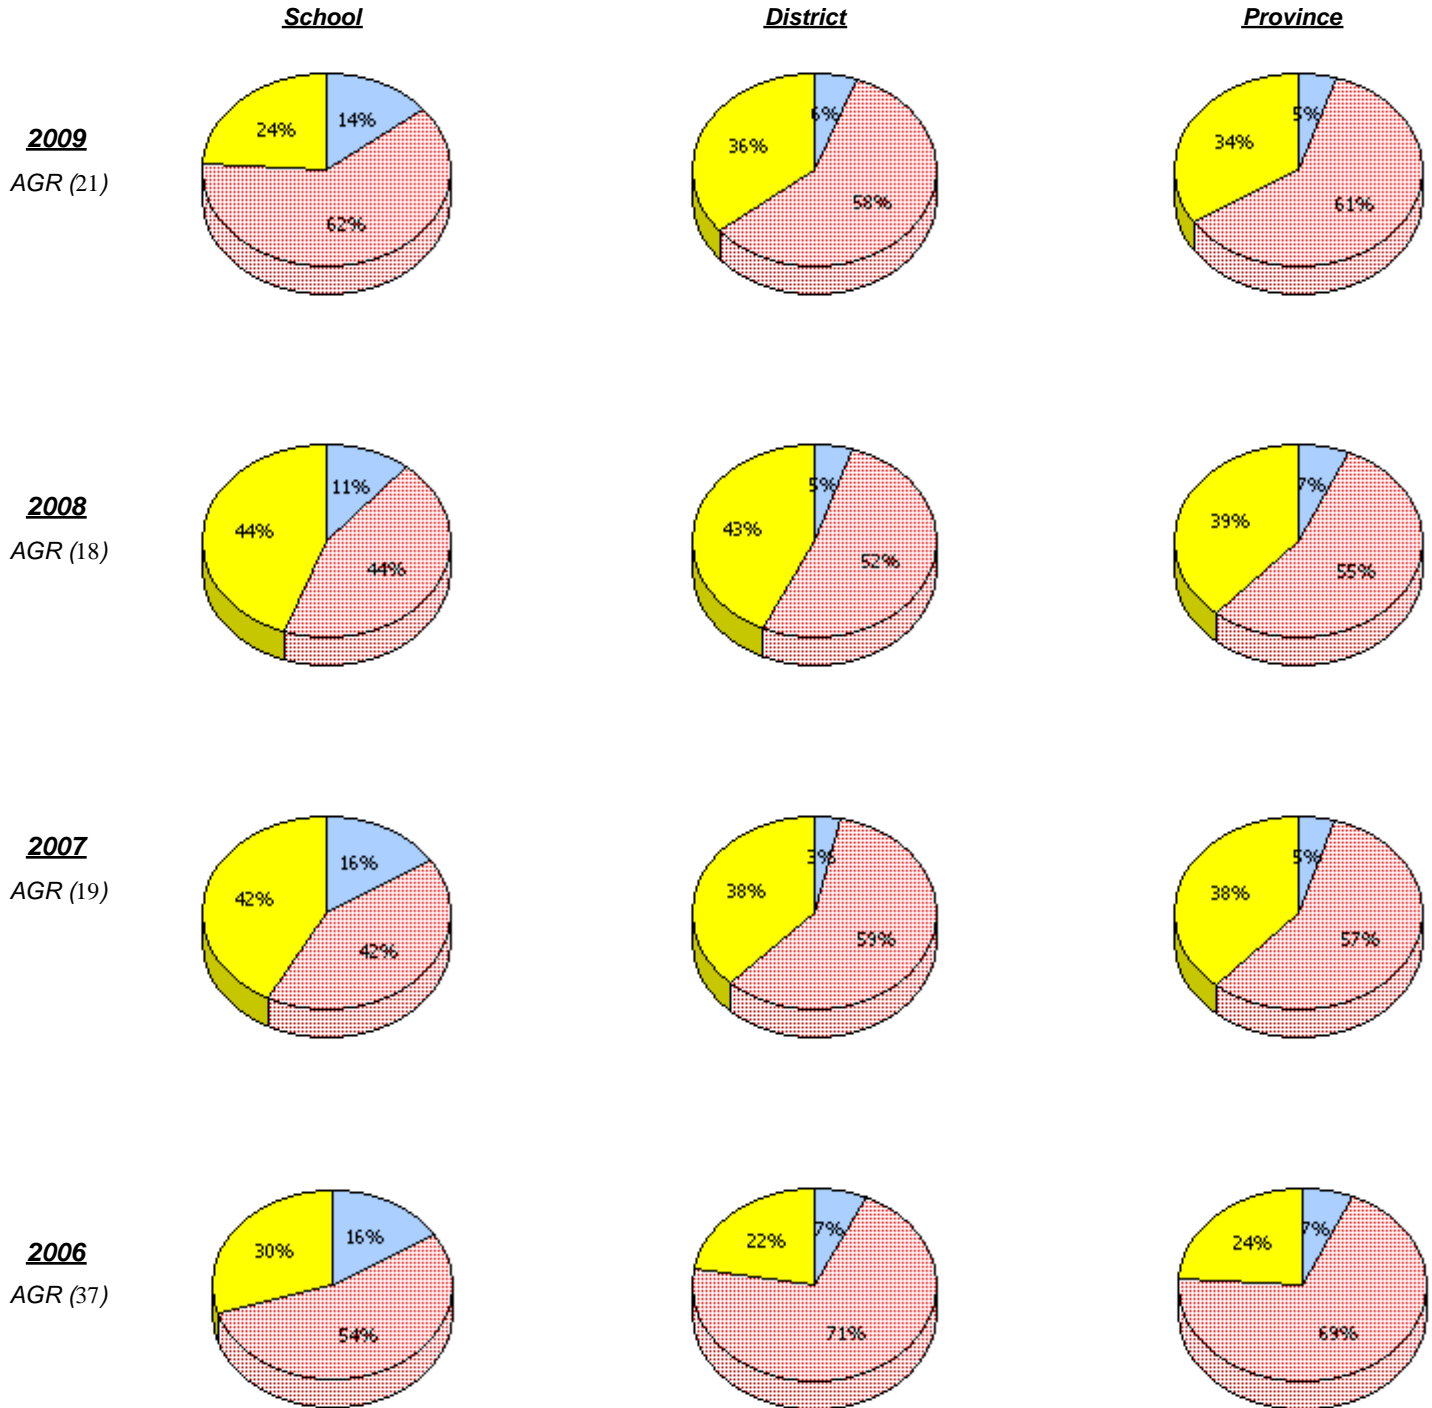 School District Province
2009
AGR (21)
24% 14% 62%
36% 6% 58%
34% 5% 61%
2008
AGR (18)
44% 11% 44%
43% 5% 52%
39% 7% 55%
2007
AGR (19)
42% 16% 42%
38% 3% 59%
38% 5% 57%
2006
AGR (37)
30% 16% 54%
22% 7% 71%
24% 7% 69%